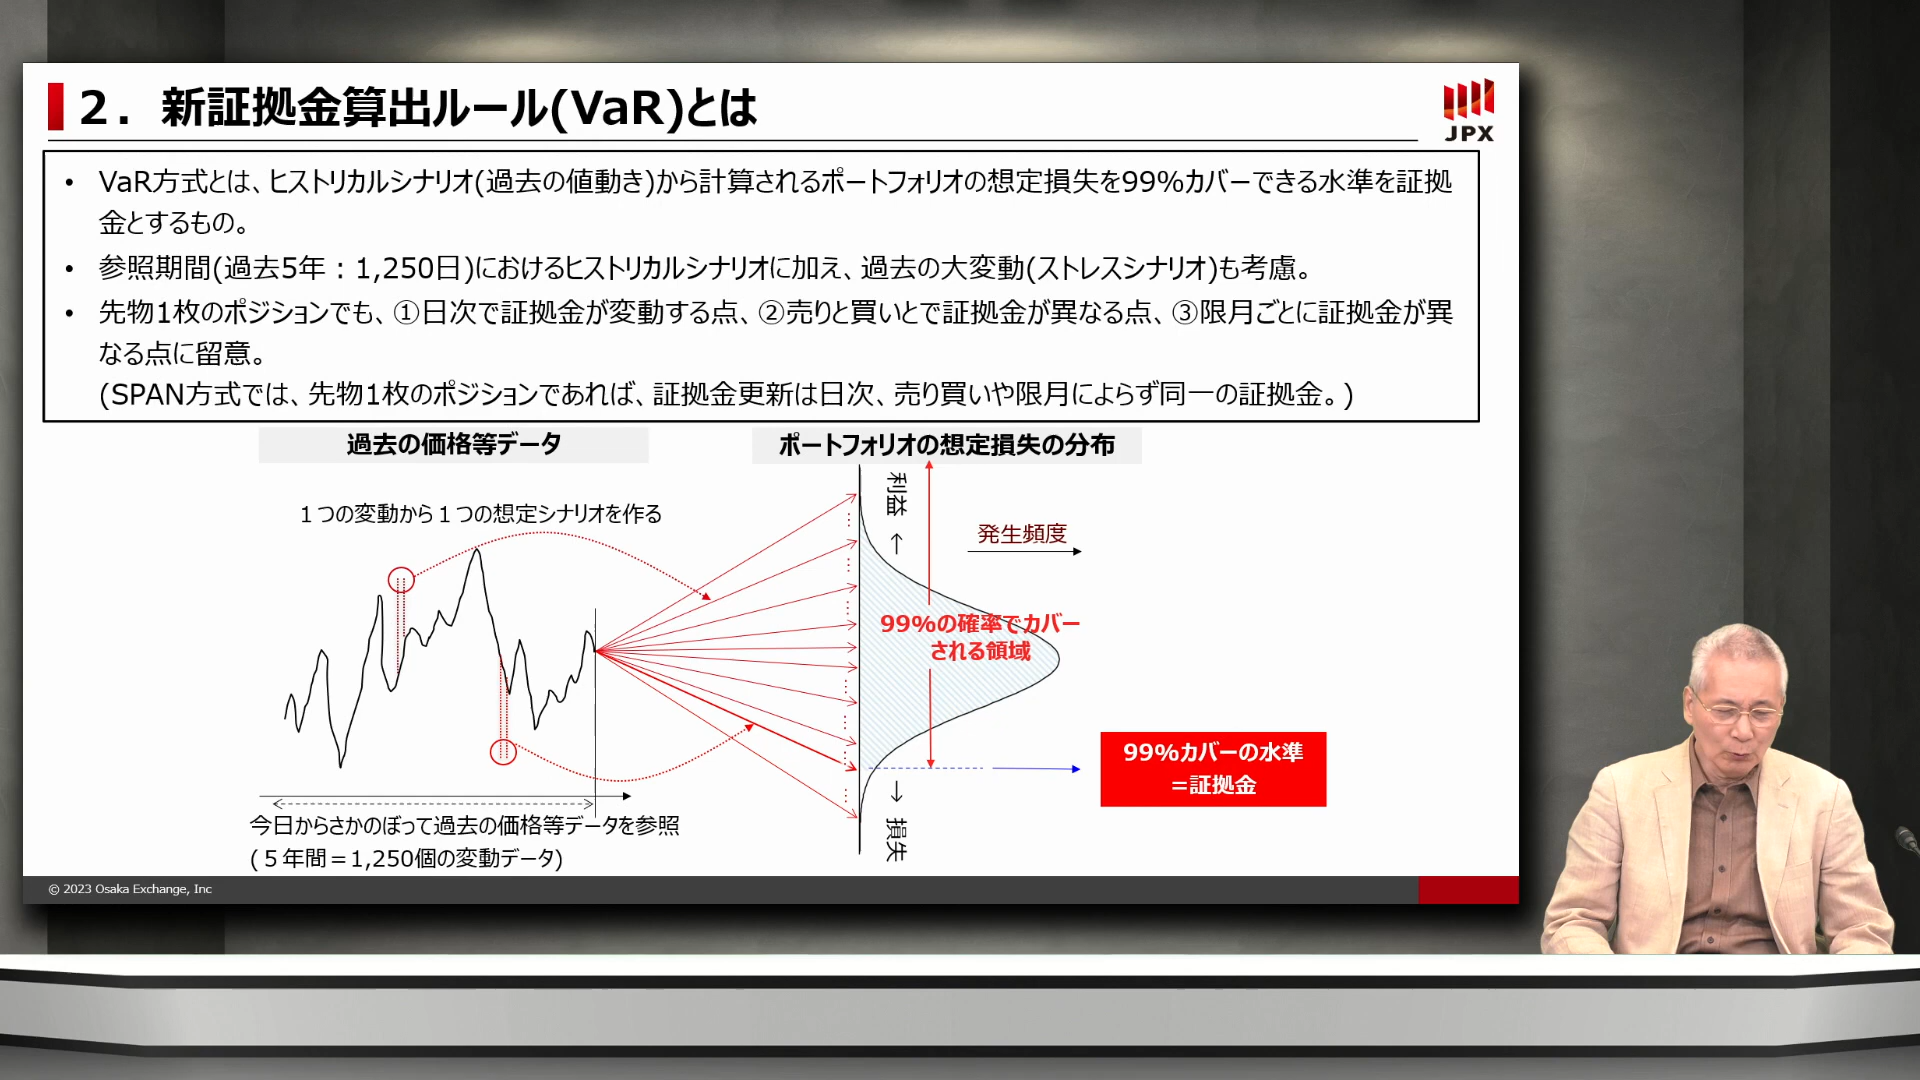 2．新証拠金算出ルール(VaR)とは
JPX
• VaR方式とは、ヒストリカルシナリオ(過去の値動き)から計算されるポートフォリオの想定損失を99%カバーできる水準を証拠
金とするもの。
• 参照期間(過去5年：1,250日)におけるヒストリカルシナリオに加え、過去の大変動(ストレスシナリオ)も考慮。
• 先物1枚のポジションでも、①日次で証拠金が変動する点、②売りと買いとで証拠金が異なる点、③限月ごとに証拠金が異
なる点に留意。
(SPAN方式では、先物1枚のポジションであれば、証拠金更新は日次、売り買いや限月によらず同一の証拠金。)
過去の価格等データ
ポートフォリオの想定損失の分布
１つの変動から１つの想定シナリオを作る
利益 ←
発生頻度
99%の確率でカバー
される領域
99%カバーの水準
＝証拠金
→ 損失
今日からさかのぼって過去の価格等データを参照
(５年間＝1,250個の変動データ)
© 2023 Osaka Exchange, Inc